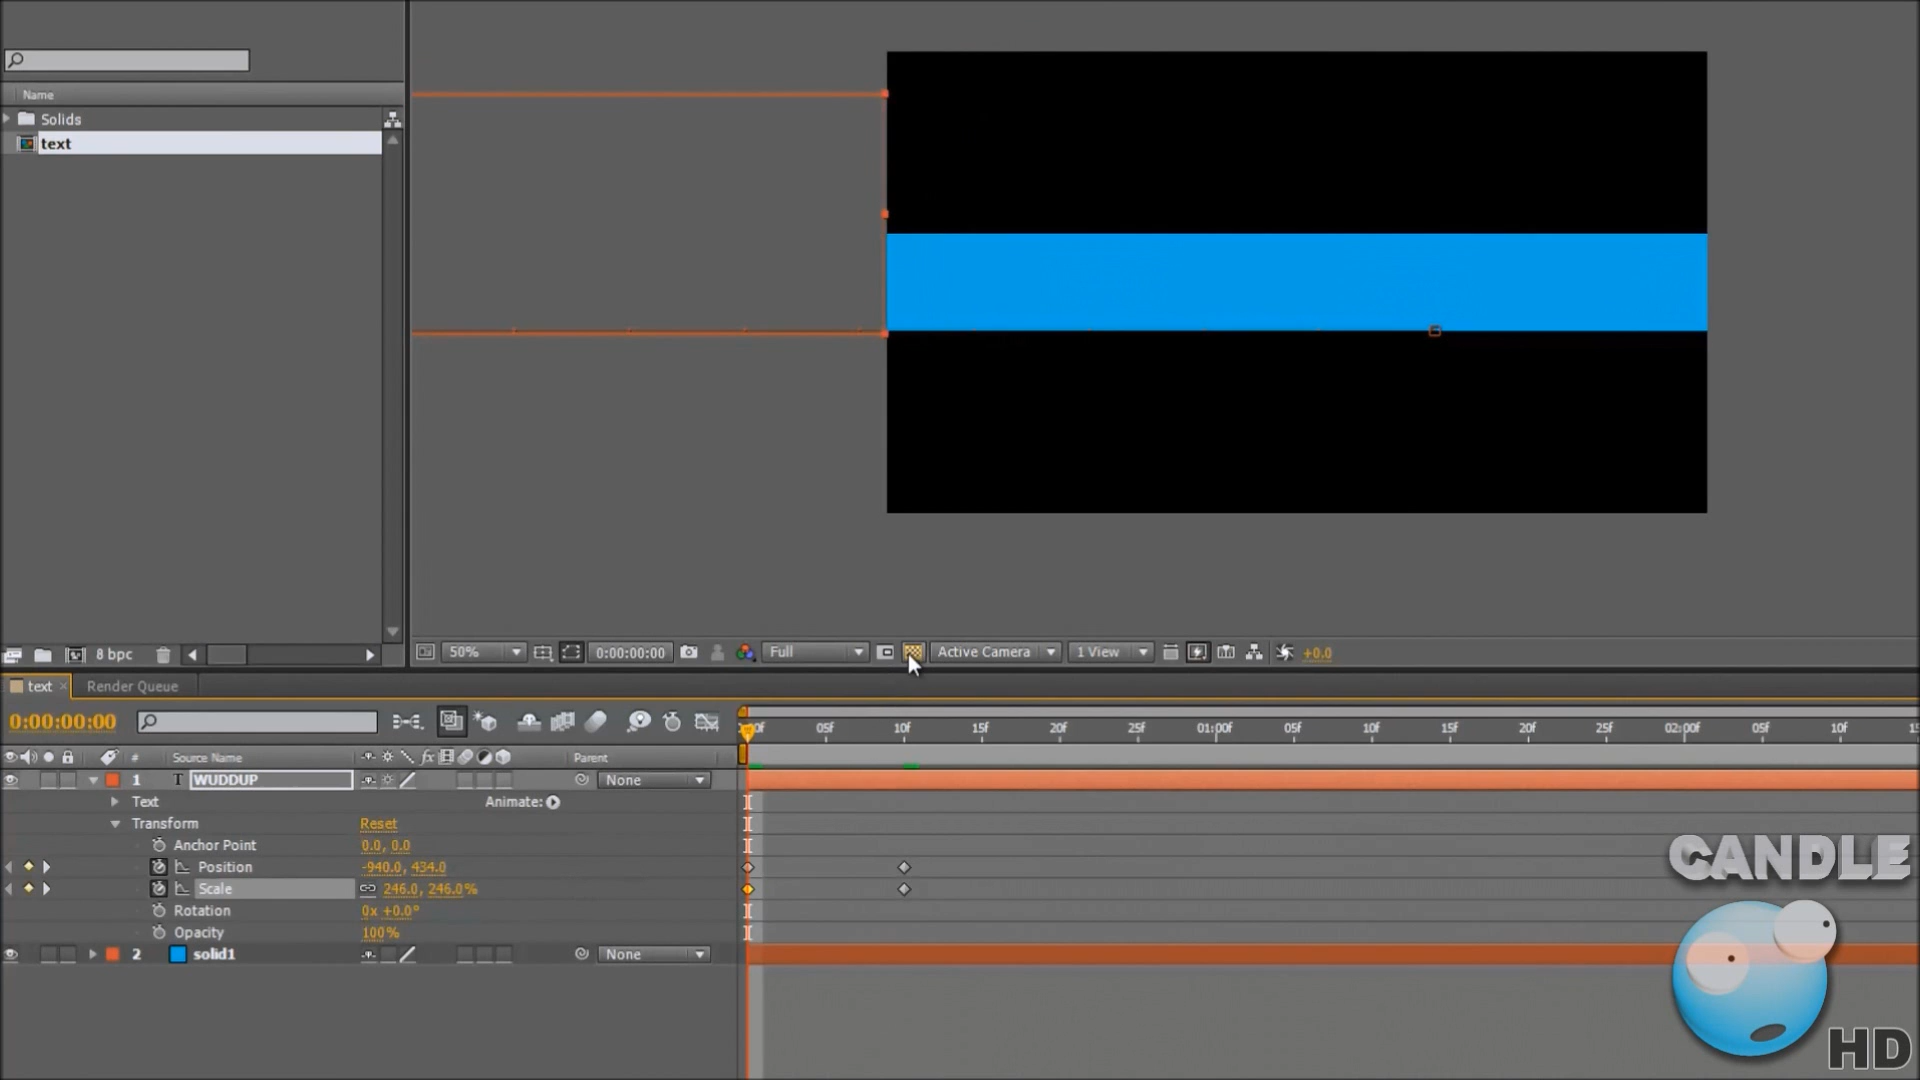 Name
Solids
text
8 bpc
50%
0:00:00:00
Full
Active Camera
1 View
+0.0
text
Render Queue
0:00:00:00
05f
10f
15f
20f
25f
01:00f
05f
10f
15f
20f
25f
02:00f
05f
10f
#
Source Name
fx
Parent
1
T
WUDDUP
None
Text
Animate:
Transform
Reset
Anchor Point
0.0, 0.0
Position
-940.0, 434.0
Scale
246.0, 246.0%
Rotation
0x +0.0°
Opacity
100%
2
solid1
None
CANDLE
HD